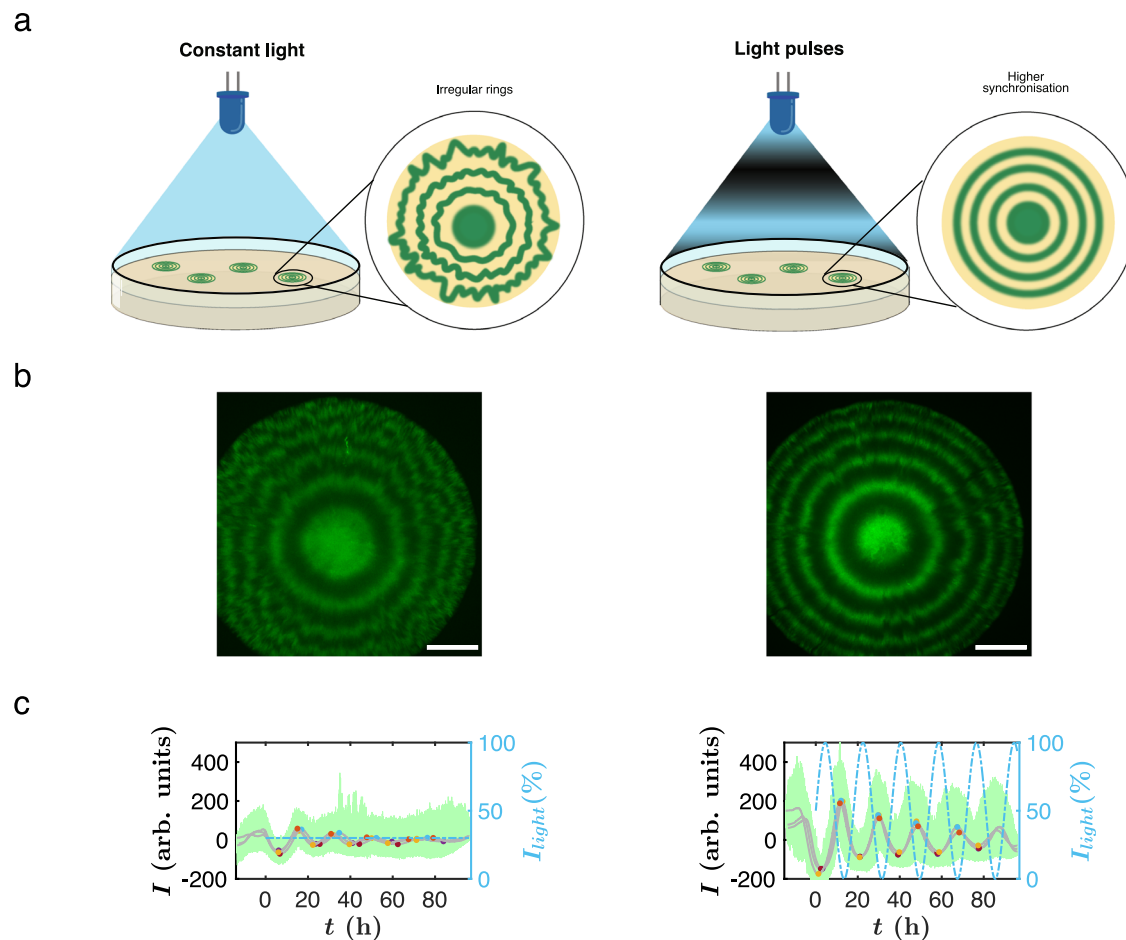 a
Constant light
Irregular rings
Light pulses
Higher
synchronisation
b
c
I (arb. units)
400
200
0
-200
0 20 40 60 80
t (h)
100
50
0
I_light (%)
I (arb. units)
400
200
0
-200
0 20 40 60 80
t (h)
100
50
0
I_light (%)